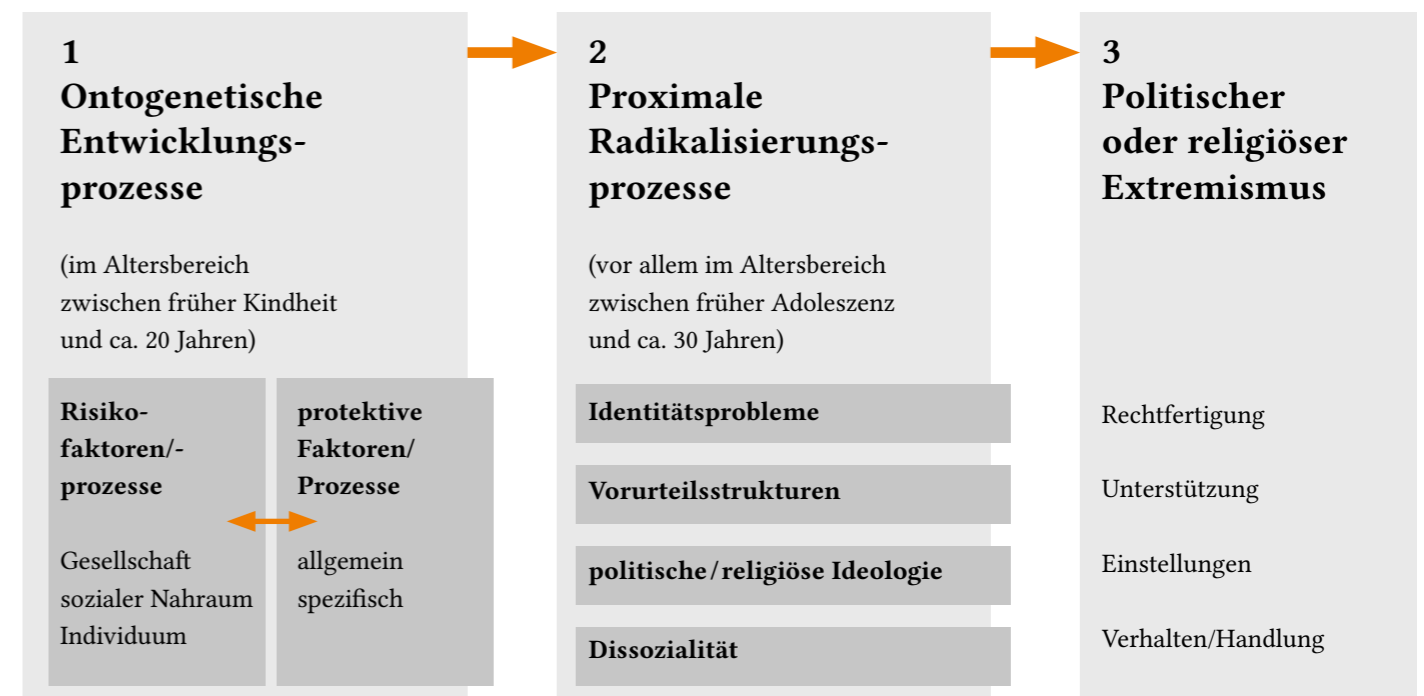 1
Ontogenetische
Entwicklungs-
prozesse
(im Altersbereich
zwischen früher Kindheit
und ca. 20 Jahren)
Risiko-
faktoren/-
prozesse
Gesellschaft
sozialer Nahraum
Individuum
protektive
Faktoren/
Prozesse
allgemein
spezifisch
2
Proximale
Radikalisierungs-
prozesse
(vor allem im Altersbereich
zwischen früher Adoleszenz
und ca. 30 Jahren)
Identitätsprobleme
Vorurteilsstrukturen
politische/religiöse Ideologie
Dissozialität
3
Politischer
oder religiöser
Extremismus
Rechtfertigung
Unterstützung
Einstellungen
Verhalten/Handlung